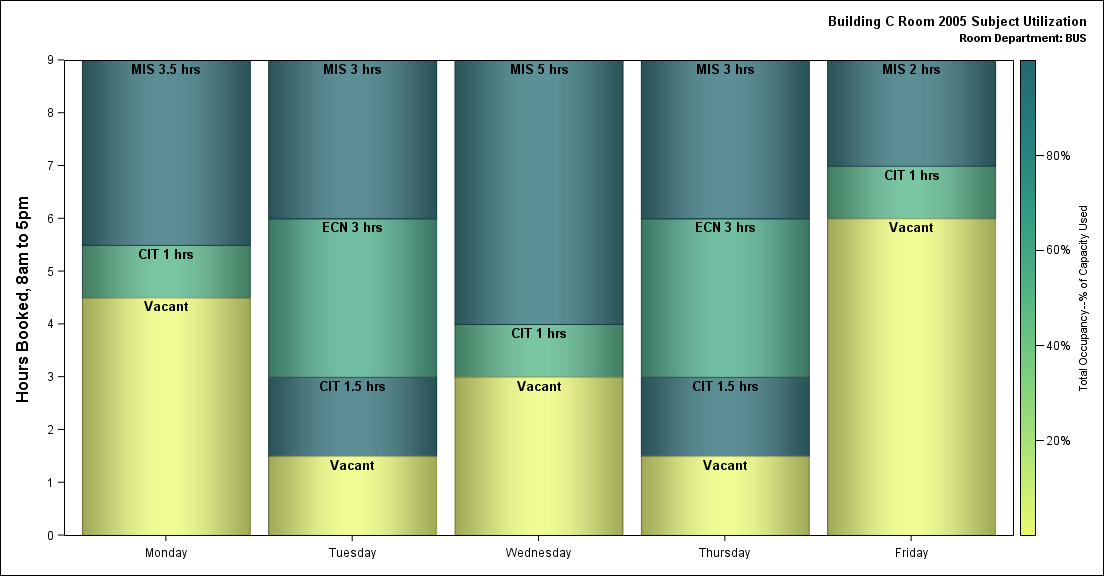 Building C Room 2005 Subject Utilization
Room Department: BUS
Hours Booked, 8am to 5pm
9
8
7
6
5
4
3
2
1
0
MIS 3.5 hrs
CIT 1 hrs
Vacant
MIS 3 hrs
ECN 3 hrs
CIT 1.5 hrs
Vacant
MIS 5 hrs
CIT 1 hrs
Vacant
MIS 3 hrs
ECN 3 hrs
CIT 1.5 hrs
Vacant
MIS 2 hrs
CIT 1 hrs
Vacant
Monday
Tuesday
Wednesday
Thursday
Friday
80%
60%
40%
20%
Total Occupancy--% of Capacity Used